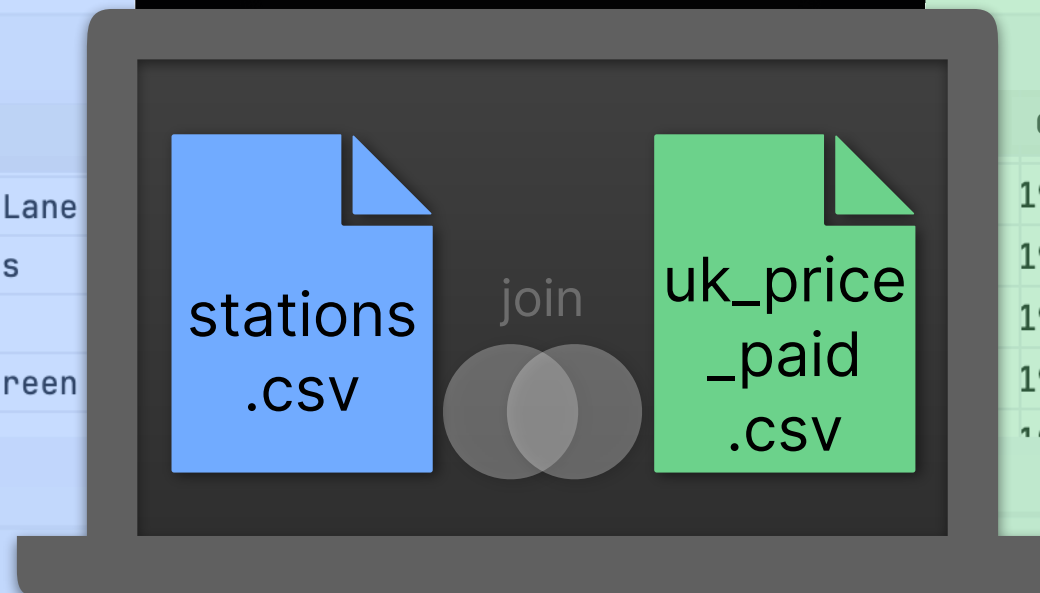 Lane
s
reen
stations
.csv
join
uk_price
_paid
.csv